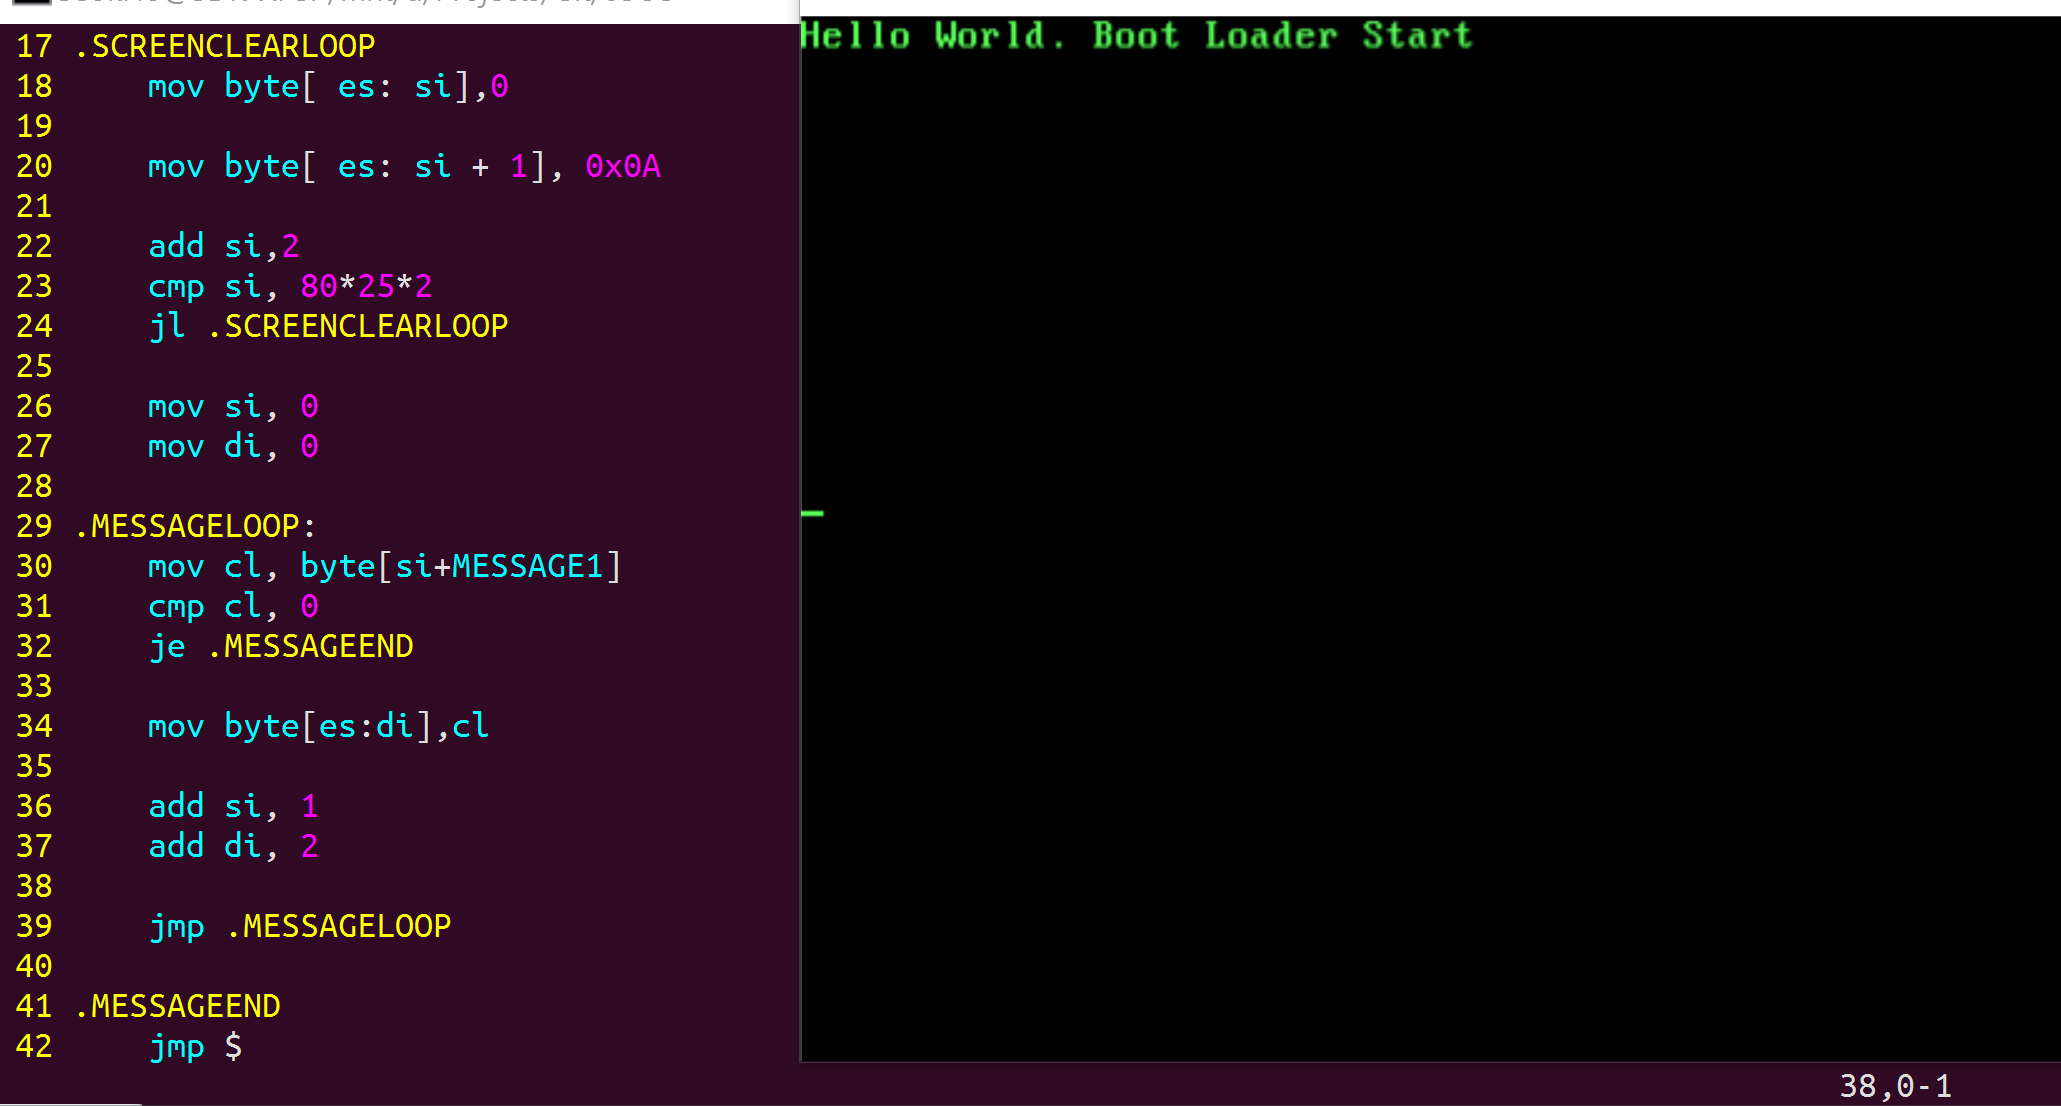 17 .SCREENCLEARLOOP
18     mov byte[ es: si],0
19
20     mov byte[ es: si + 1], 0x0A
21
22     add si,2
23     cmp si, 80*25*2
24     jl .SCREENCLEARLOOP
25
26     mov si, 0
27     mov di, 0
28
29 .MESSAGELOOP:
30     mov cl, byte[si+MESSAGE1]
31     cmp cl, 0
32     je .MESSAGEEND
33
34     mov byte[es:di],cl
35
36     add si, 1
37     add di, 2
38
39     jmp .MESSAGELOOP
40
41 .MESSAGEEND
42     jmp $
Hello World. Boot Loader Start
_
38,0-1